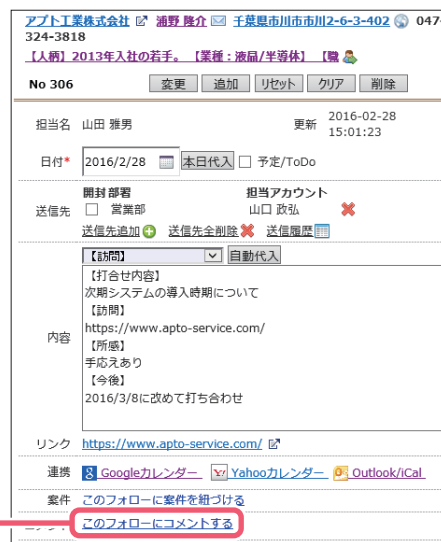 アプト工業株式会社 浦野 隆介 千葉県市川市市川2-6-3-402 047-
324-3818
【人柄】2013年入社の若手。【業種:液晶/半導体】【職
No 306 変更 追加 リセット クリア 削除
担当名 山田 雅男 更新 2016-02-28
15:01:23
日付* 2016/2/28 本日代入 予定/ToDo
開封部署 担当アカウント
送信先 営業部 山口 政弘
送信先追加 送信先全削除 送信履歴
【訪問】 自動代入
内容
【打合せ内容】
次期システムの導入時期について
【訪問】
https://www.apto-service.com/
【所感】
手応えあり
【今後】
2016/3/8に改めて打ち合わせ
リンク https://www.apto-service.com/
連携 Googleカレンダー Yahooカレンダー Outlook/iCal
案件 このフォローに案件を紐づける
このフォローにコメントする